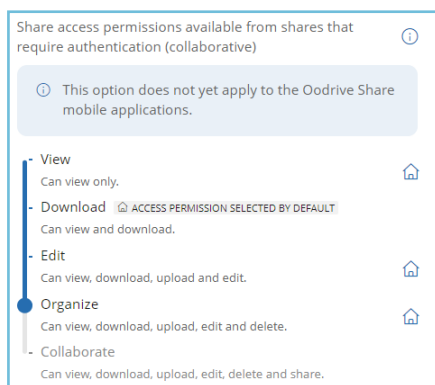 Share access permissions available from shares that
require authentication (collaborative)
This option does not yet apply to the Oodrive Share
mobile applications.
View
Can view only.
Download ACCESS PERMISSION SELECTED BY DEFAULT
Can view and download.
Edit
Can view, download, upload and edit.
Organize
Can view, download, upload, edit and delete.
Collaborate
Can view, download, upload, edit, delete and share.